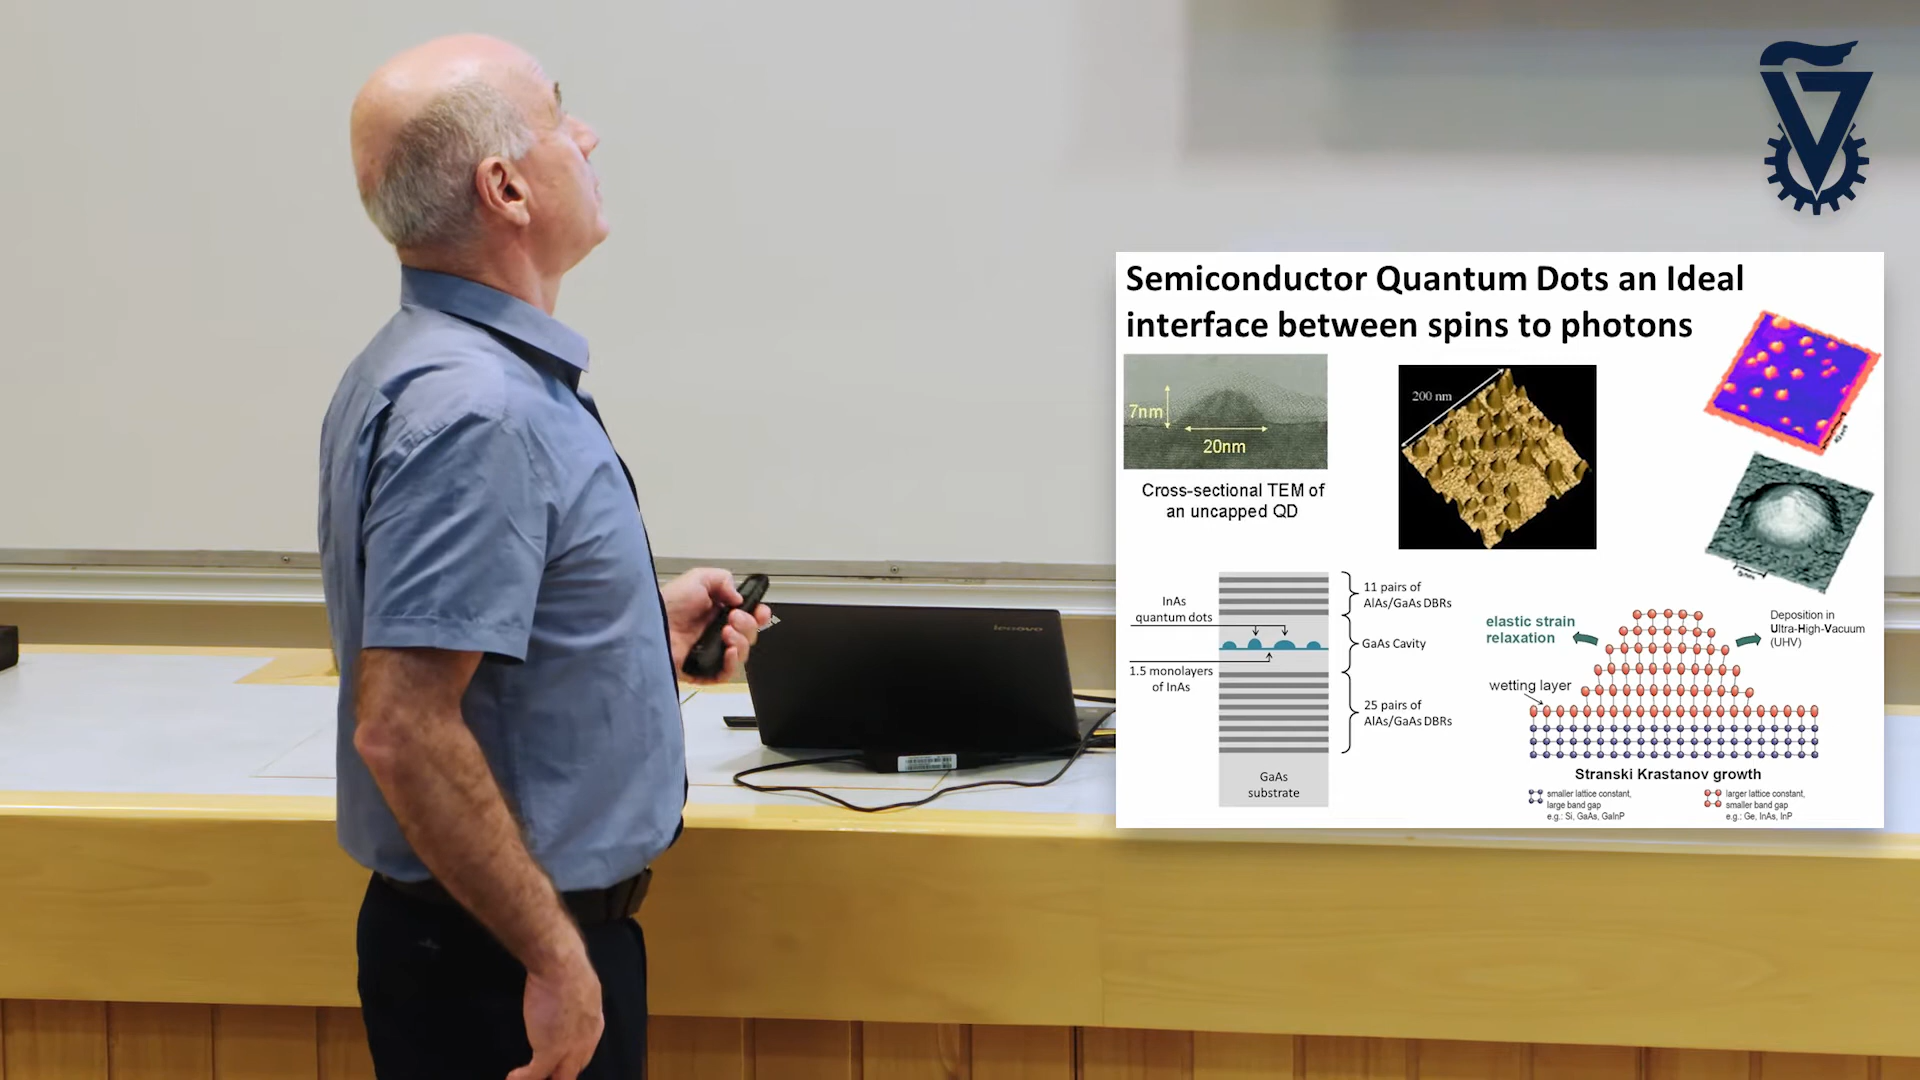 Semiconductor Quantum Dots an Ideal
interface between spins to photons
7nm
20nm
Cross-sectional TEM of
an uncapped QD
200 nm
InAs
quantum dots
1.5 monolayers
of InAs
11 pairs of
AlAs/GaAs DBRs
GaAs Cavity
25 pairs of
AlAs/GaAs DBRs
GaAs
substrate
elastic strain
relaxation
Deposition in
Ultra-High-Vacuum
(UHV)
wetting layer
Stranski Krastanov growth
smaller lattice constant,
large band gap
e.g.: Si, GaAs, GaInP
larger lattice constant,
smaller band gap
e.g.: Ge, InAs, InP
lenovo